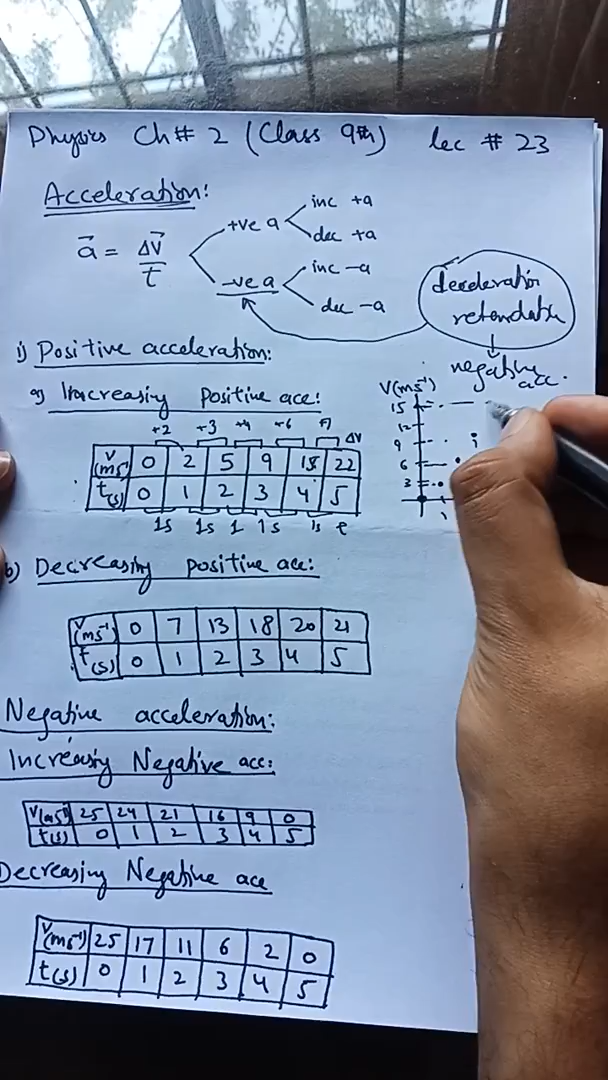 Physics Ch# 2 (Class 9th) lec # 23
Acceleration:
a = ΔV/t
+ve a
inc +a
dec +a
-ve a
inc -a
dec -a
deceleration
retardation
negative
acc.
i) Positive acceleration:
a) Increasing positive acc:
+2 +3 +4 +6 +7 ΔV
V(ms⁻¹) 0 2 5 9 15 22
t(s) 0 1 2 3 4 5
1s 1s 1 1s 1s
V(ms⁻¹)
15
12
9
6
3
b) Decreasing positive acc:
V(ms⁻¹) 0 7 13 18 20 21
t(s) 0 1 2 3 4 5
Negative acceleration:
Increasing Negative acc:
V(ms⁻¹) 25 24 21 16 9 0
t(s) 0 1 2 3 4 5
Decreasing Negative acc
V(ms⁻¹) 25 17 11 6 2 0
t(s) 0 1 2 3 4 5